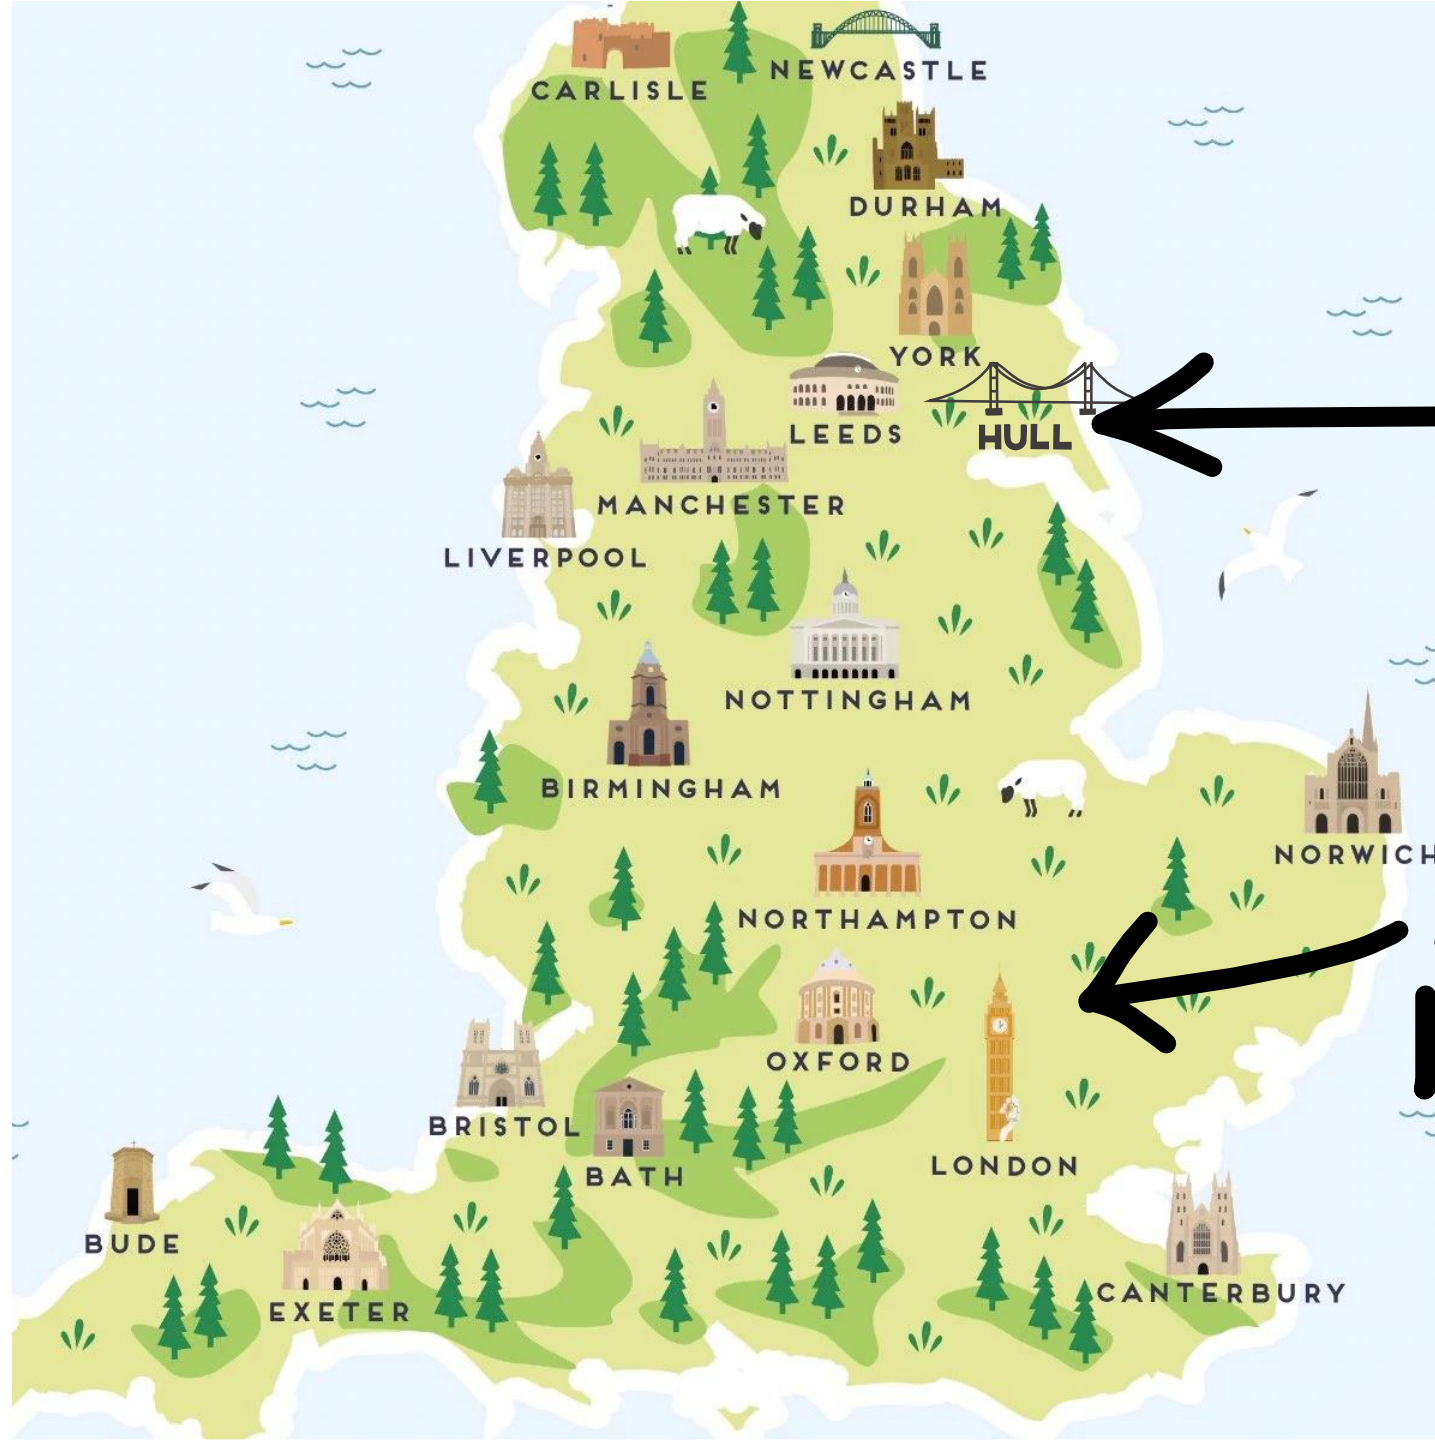 NEWCASTLE
CARLISLE
DURHAM
YORK
LEEDS
HULL
MANCHESTER
LIVERPOOL
NOTTINGHAM
BIRMINGHAM
NORWICH
NORTHAMPTON
OXFORD
BRISTOL
LONDON
BATH
BUDE
CANTERBURY
EXETER